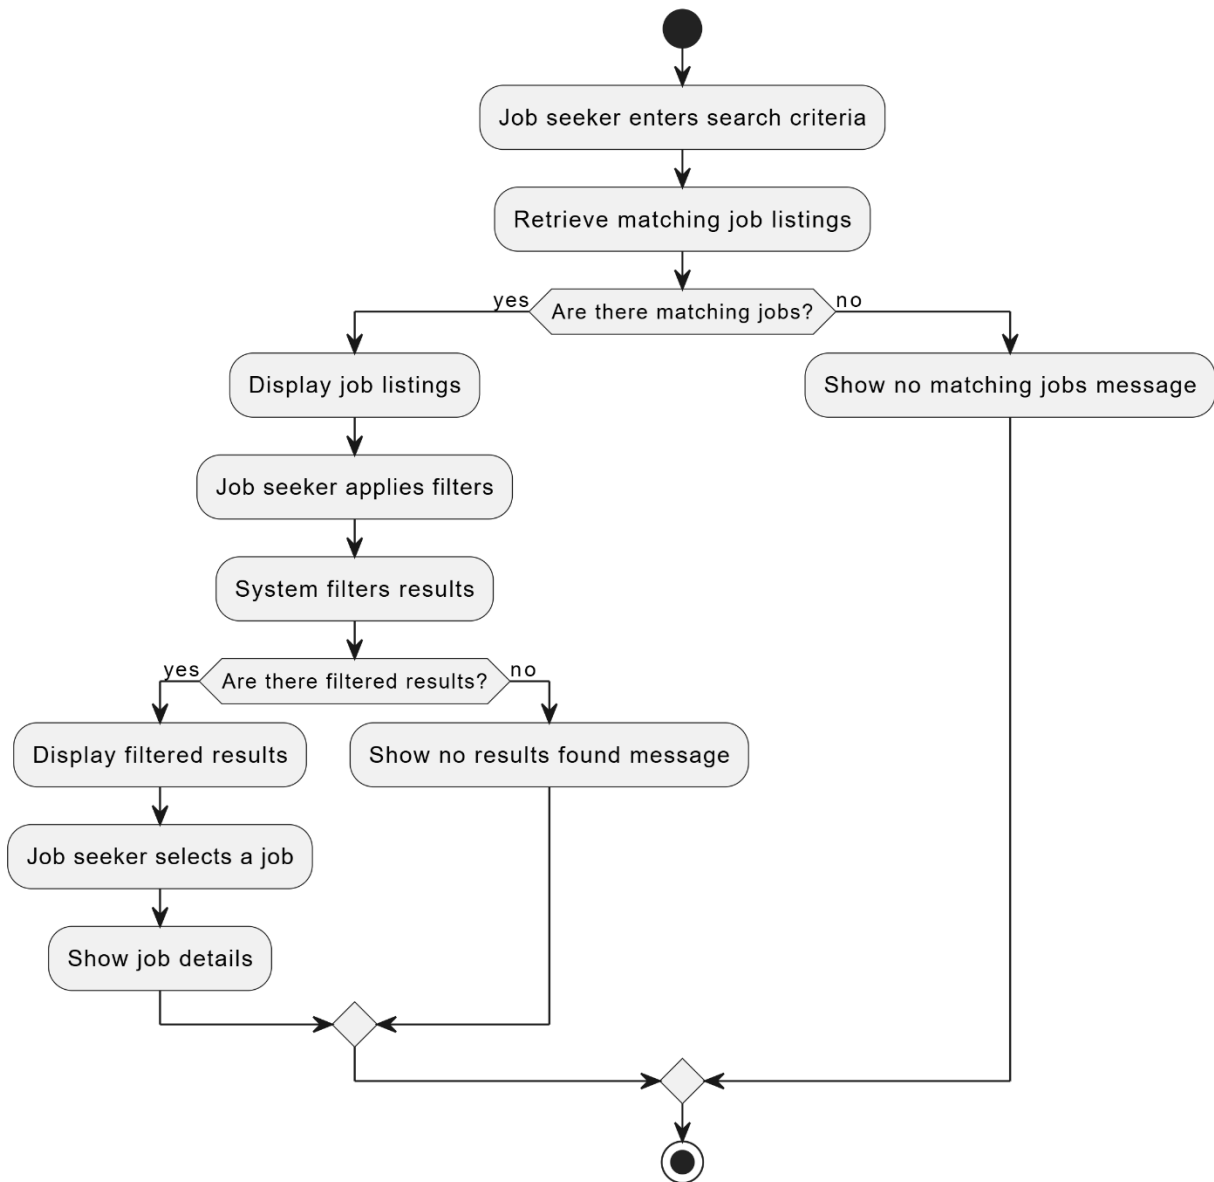 Job seeker enters search criteria
Retrieve matching job listings
yes
Are there matching jobs?
no
Display job listings
Show no matching jobs message
Job seeker applies filters
System filters results
yes
Are there filtered results?
no
Display filtered results
Show no results found message
Job seeker selects a job
Show job details